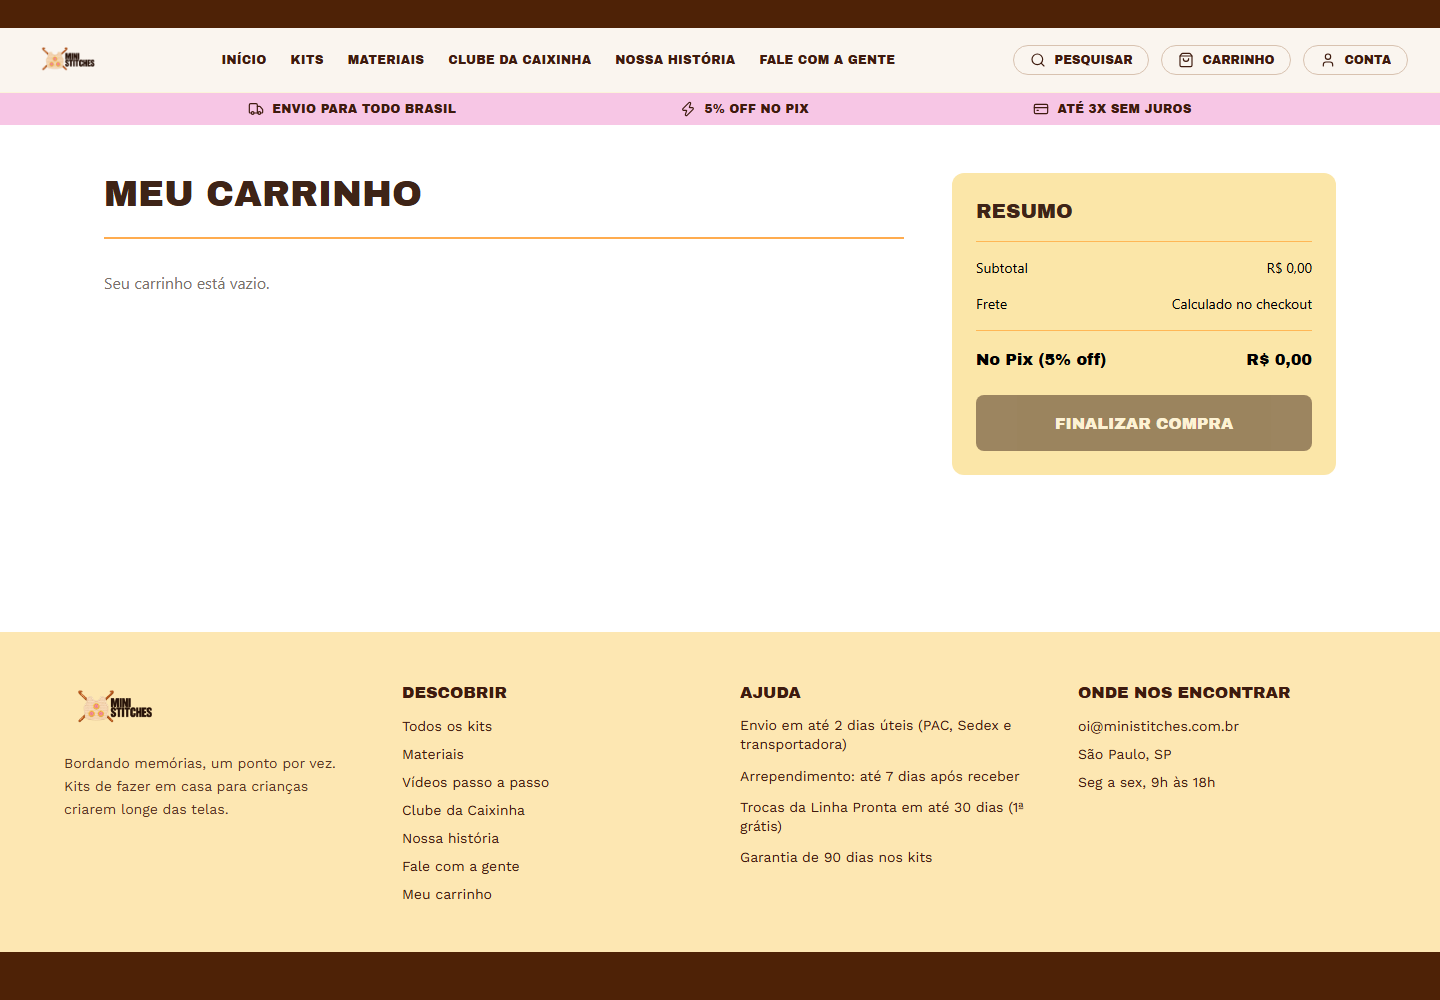 MINI
STITCHES
INÍCIO
KITS
MATERIAIS
CLUBE DA CAIXINHA
NOSSA HISTÓRIA
FALE COM A GENTE
PESQUISAR
CARRINHO
CONTA
ENVIO PARA TODO BRASIL
5% OFF NO PIX
ATÉ 3X SEM JUROS
MEU CARRINHO
Seu carrinho está vazio.
RESUMO
Subtotal R$ 0,00
Frete Calculado no checkout
No Pix (5% off) R$ 0,00
FINALIZAR COMPRA
MINI
STITCHES
Bordando memórias, um ponto por vez.
Kits de fazer em casa para crianças
criarem longe das telas.
DESCOBRIR
Todos os kits
Materiais
Vídeos passo a passo
Clube da Caixinha
Nossa história
Fale com a gente
Meu carrinho
AJUDA
Envio em até 2 dias úteis (PAC, Sedex e
transportadora)
Arrependimento: até 7 dias após receber
Trocas da Linha Pronta em até 30 dias (1ª
grátis)
Garantia de 90 dias nos kits
ONDE NOS ENCONTRAR
oi@ministitches.com.br
São Paulo, SP
Seg a sex, 9h às 18h